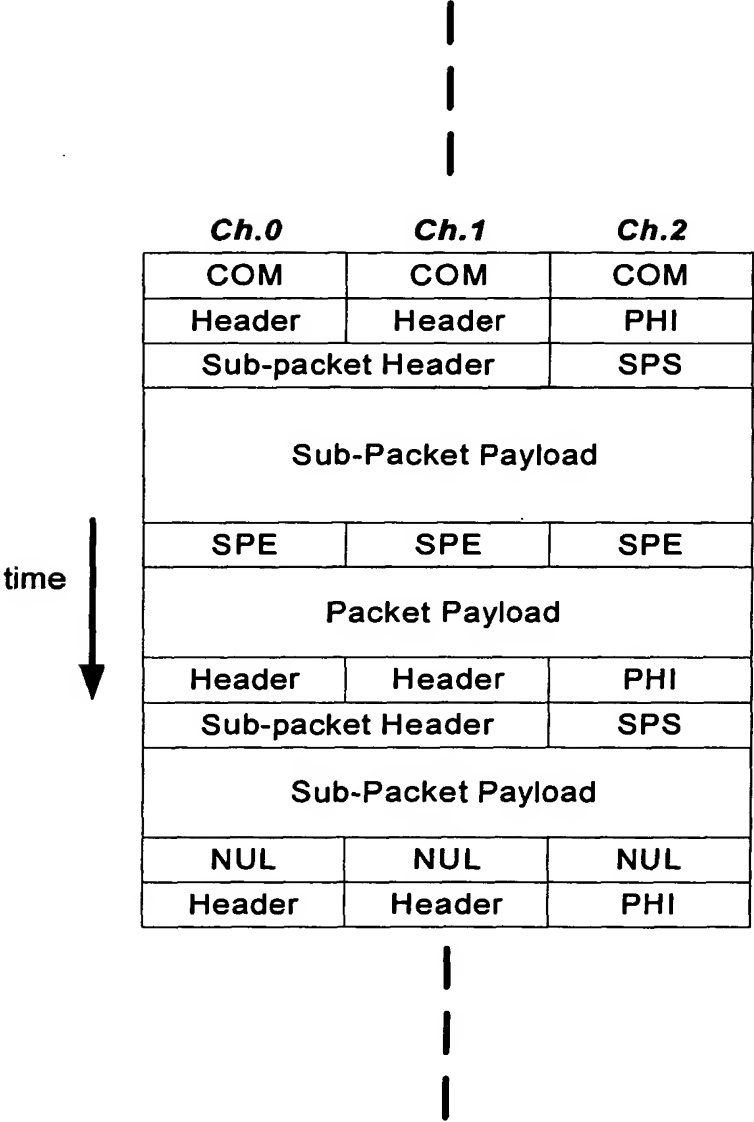 Ch.0 Ch.1 Ch.2
COM COM COM
Header Header PHI
Sub-packet Header SPS
Sub-Packet Payload
SPE SPE SPE
time
Packet Payload
Header Header PHI
Sub-packet Header SPS
Sub-Packet Payload
NUL NUL NUL
Header Header PHI